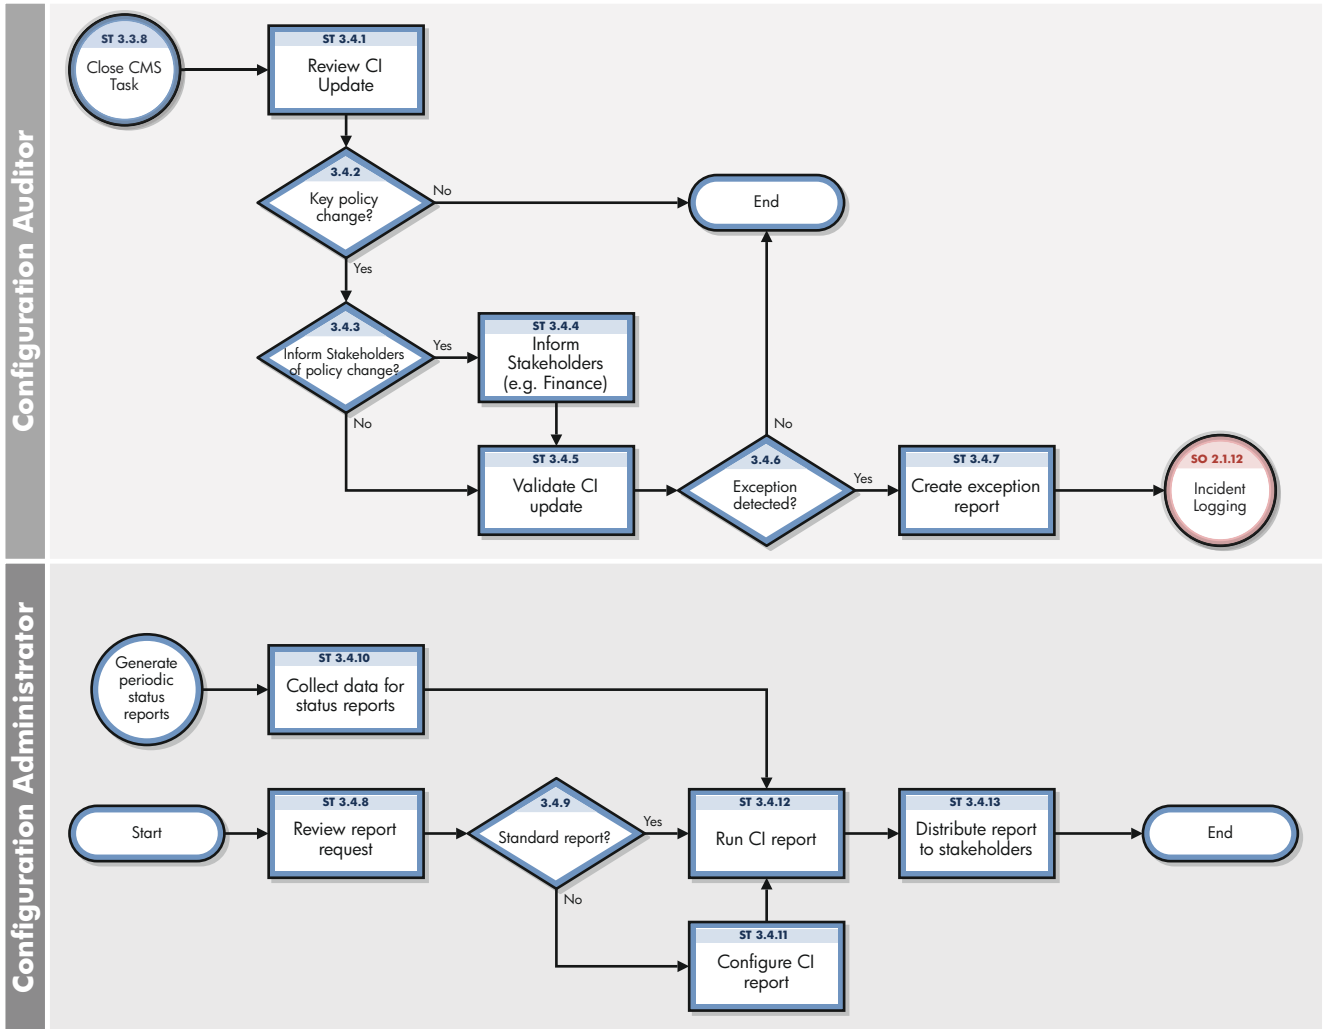 Configuration Auditor
ST 3.3.8
Close CMS
Task
ST 3.4.1
Review CI
Update
3.4.2
Key policy
change?
No
End
Yes
3.4.3
Inform Stakeholders
of policy change?
Yes
ST 3.4.4
Inform
Stakeholders
(e.g. Finance)
No
ST 3.4.5
Validate CI
update
3.4.6
Exception
detected?
No
Yes
ST 3.4.7
Create exception
report
SO 2.1.12
Incident
Logging
Configuration Administrator
Generate
periodic
status
reports
ST 3.4.10
Collect data for
status reports
Start
ST 3.4.8
Review report
request
3.4.9
Standard report?
Yes
No
ST 3.4.12
Run CI report
ST 3.4.13
Distribute report
to stakeholders
End
ST 3.4.11
Configure CI
report